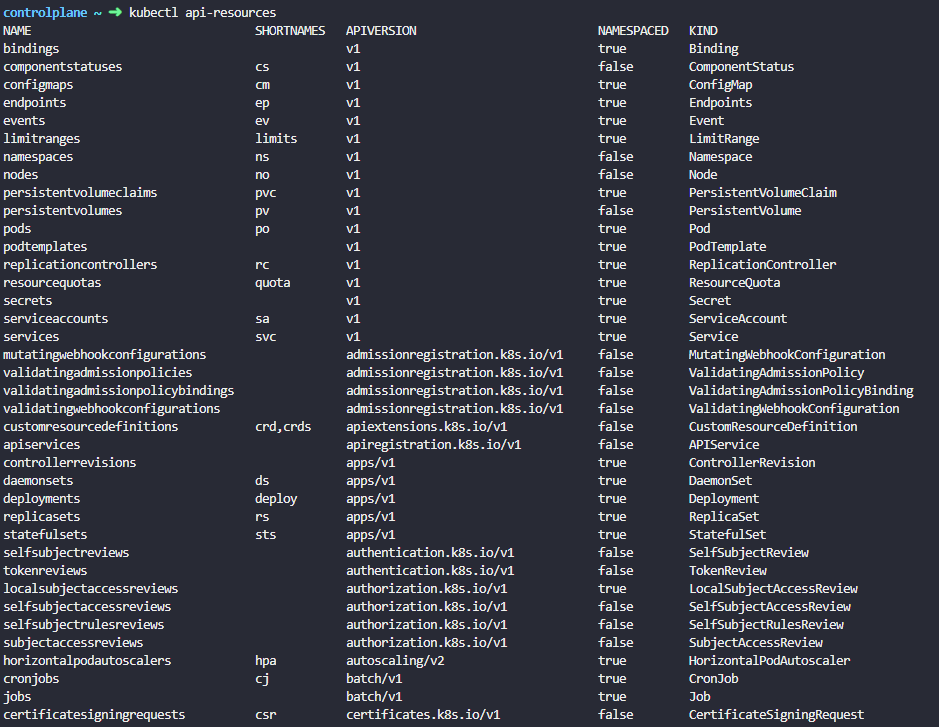 controlplane ~ ➜ kubectl api-resources
NAME SHORTNAMES APIVERSION NAMESPACED KIND
bindings v1 true Binding
componentstatuses cs v1 false ComponentStatus
configmaps cm v1 true ConfigMap
endpoints ep v1 true Endpoints
events ev v1 true Event
limitranges limits v1 true LimitRange
namespaces ns v1 false Namespace
nodes no v1 false Node
persistentvolumeclaims pvc v1 true PersistentVolumeClaim
persistentvolumes pv v1 false PersistentVolume
pods po v1 true Pod
podtemplates v1 true PodTemplate
replicationcontrollers rc v1 true ReplicationController
resourcequotas quota v1 true ResourceQuota
secrets v1 true Secret
serviceaccounts sa v1 true ServiceAccount
services svc v1 true Service
mutatingwebhookconfigurations admissionregistration.k8s.io/v1 false MutatingWebhookConfiguration
validatingadmissionpolicies admissionregistration.k8s.io/v1 false ValidatingAdmissionPolicy
validatingadmissionpolicybindings admissionregistration.k8s.io/v1 false ValidatingAdmissionPolicyBinding
validatingwebhookconfigurations admissionregistration.k8s.io/v1 false ValidatingWebhookConfiguration
customresourcedefinitions crd,crds apiextensions.k8s.io/v1 false CustomResourceDefinition
apiservices apiregistration.k8s.io/v1 false APIService
controllerrevisions apps/v1 true ControllerRevision
daemonsets ds apps/v1 true DaemonSet
deployments deploy apps/v1 true Deployment
replicasets rs apps/v1 true ReplicaSet
statefulsets sts apps/v1 true StatefulSet
selfsubjectreviews authentication.k8s.io/v1 false SelfSubjectReview
tokenreviews authentication.k8s.io/v1 false TokenReview
localsubjectaccessreviews authorization.k8s.io/v1 true LocalSubjectAccessReview
selfsubjectaccessreviews authorization.k8s.io/v1 false SelfSubjectAccessReview
selfsubjectrulesreviews authorization.k8s.io/v1 false SelfSubjectRulesReview
subjectaccessreviews authorization.k8s.io/v1 false SubjectAccessReview
horizontalpodautoscalers hpa autoscaling/v2 true HorizontalPodAutoscaler
cronjobs cj batch/v1 true CronJob
jobs batch/v1 true Job
certificatesigningrequests csr certificates.k8s.io/v1 false CertificateSigningRequest